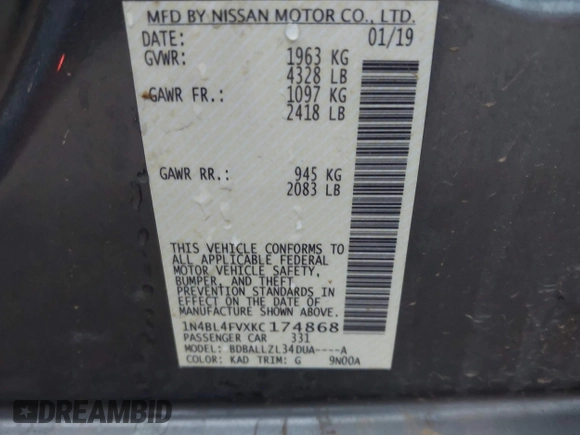 MFD BY NISSAN MOTOR CO., LTD.
DATE: 01/19
GVWR: 1963 KG
4328 LB
GAWR FR.: 1097 KG
2418 LB
GAWR RR.: 945 KG
2083 LB
THIS VEHICLE CONFORMS TO
ALL APPLICABLE FEDERAL
MOTOR VEHICLE SAFETY,
BUMPER, AND THEFT
PREVENTION STANDARDS IN
EFFECT ON THE DATE OF
MANUFACTURE SHOWN ABOVE.
1N4BL4FVXKC174868
PASSENGER CAR 331
MODEL: BDBALLZL34DUA----A
COLOR: KAD TRIM: G 9N00A
DREAMBID